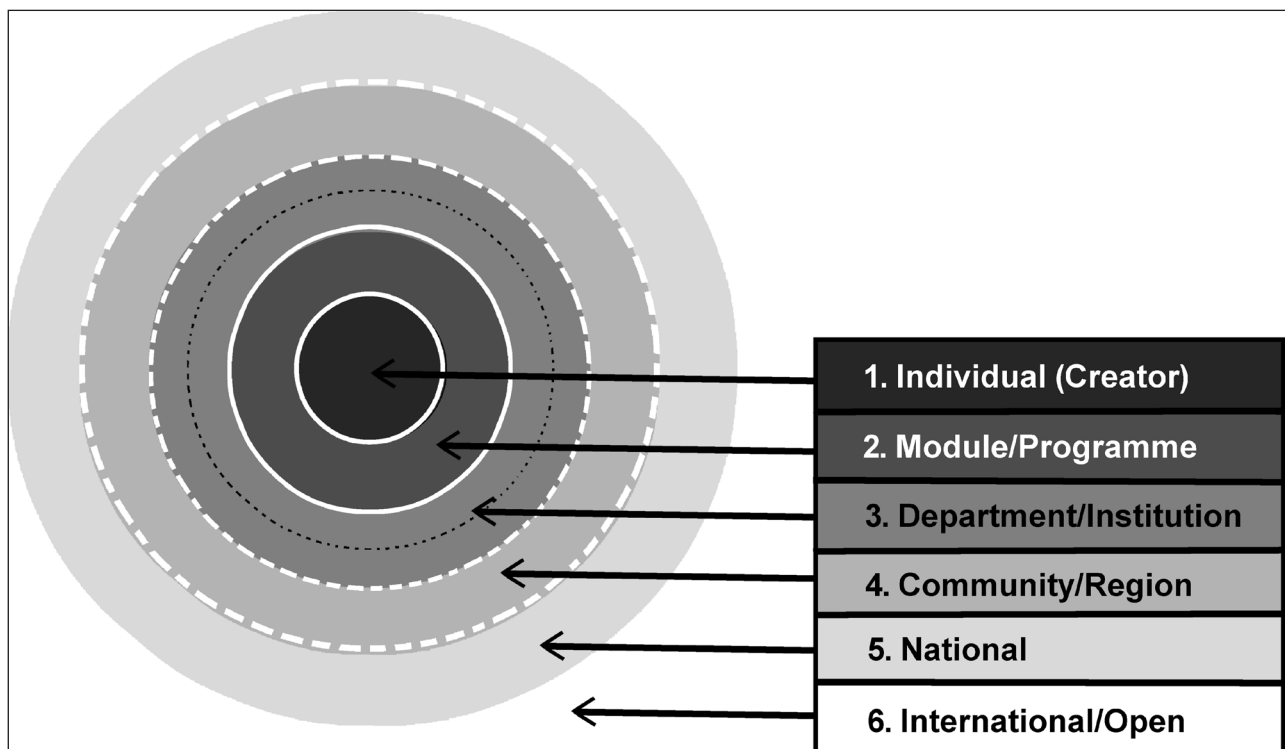 1. Individual (Creator)
2. Module/Programme
3. Department/Institution
4. Community/Region
5. National
6. International/Open